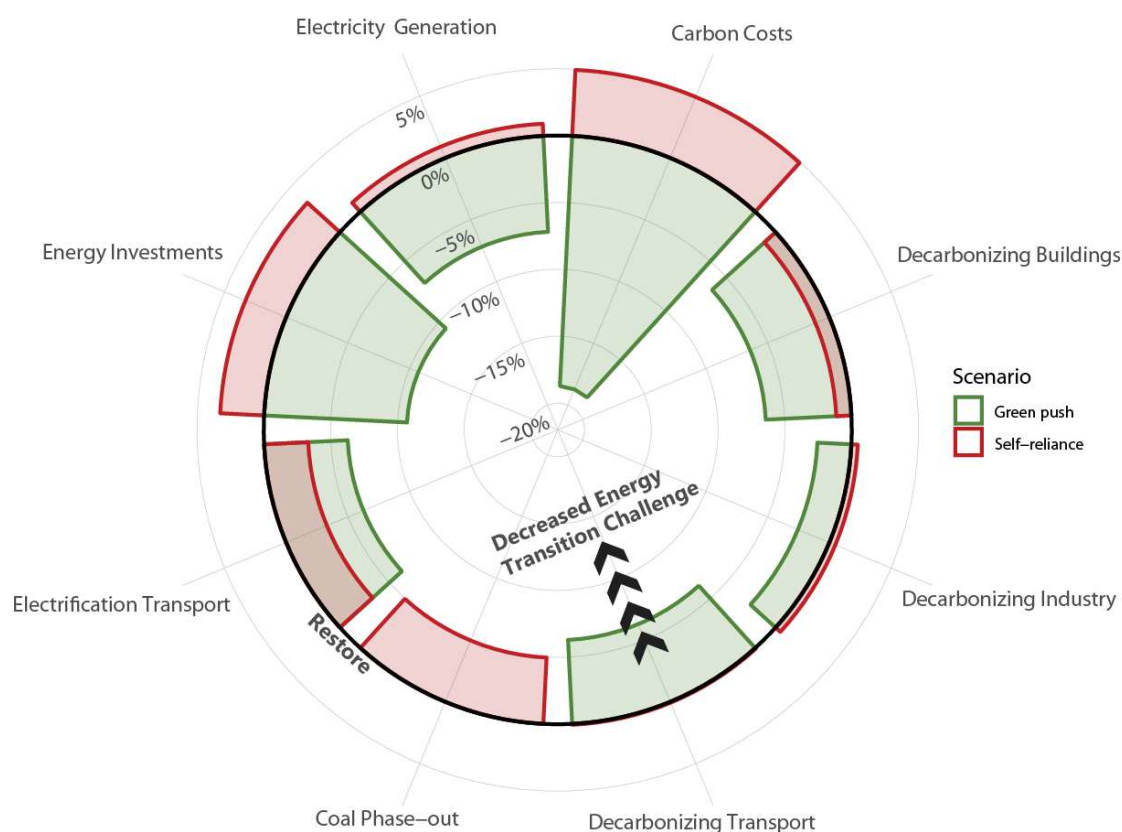 Electricity Generation
Carbon Costs
5%
0%
−5%
−10%
−15%
−20%
Energy Investments
Decarbonizing Buildings
Scenario
Green push
Self−reliance
Decreased Energy
Transition Challenge
Electrification Transport
Decarbonizing Industry
Restore
Coal Phase−out
Decarbonizing Transport